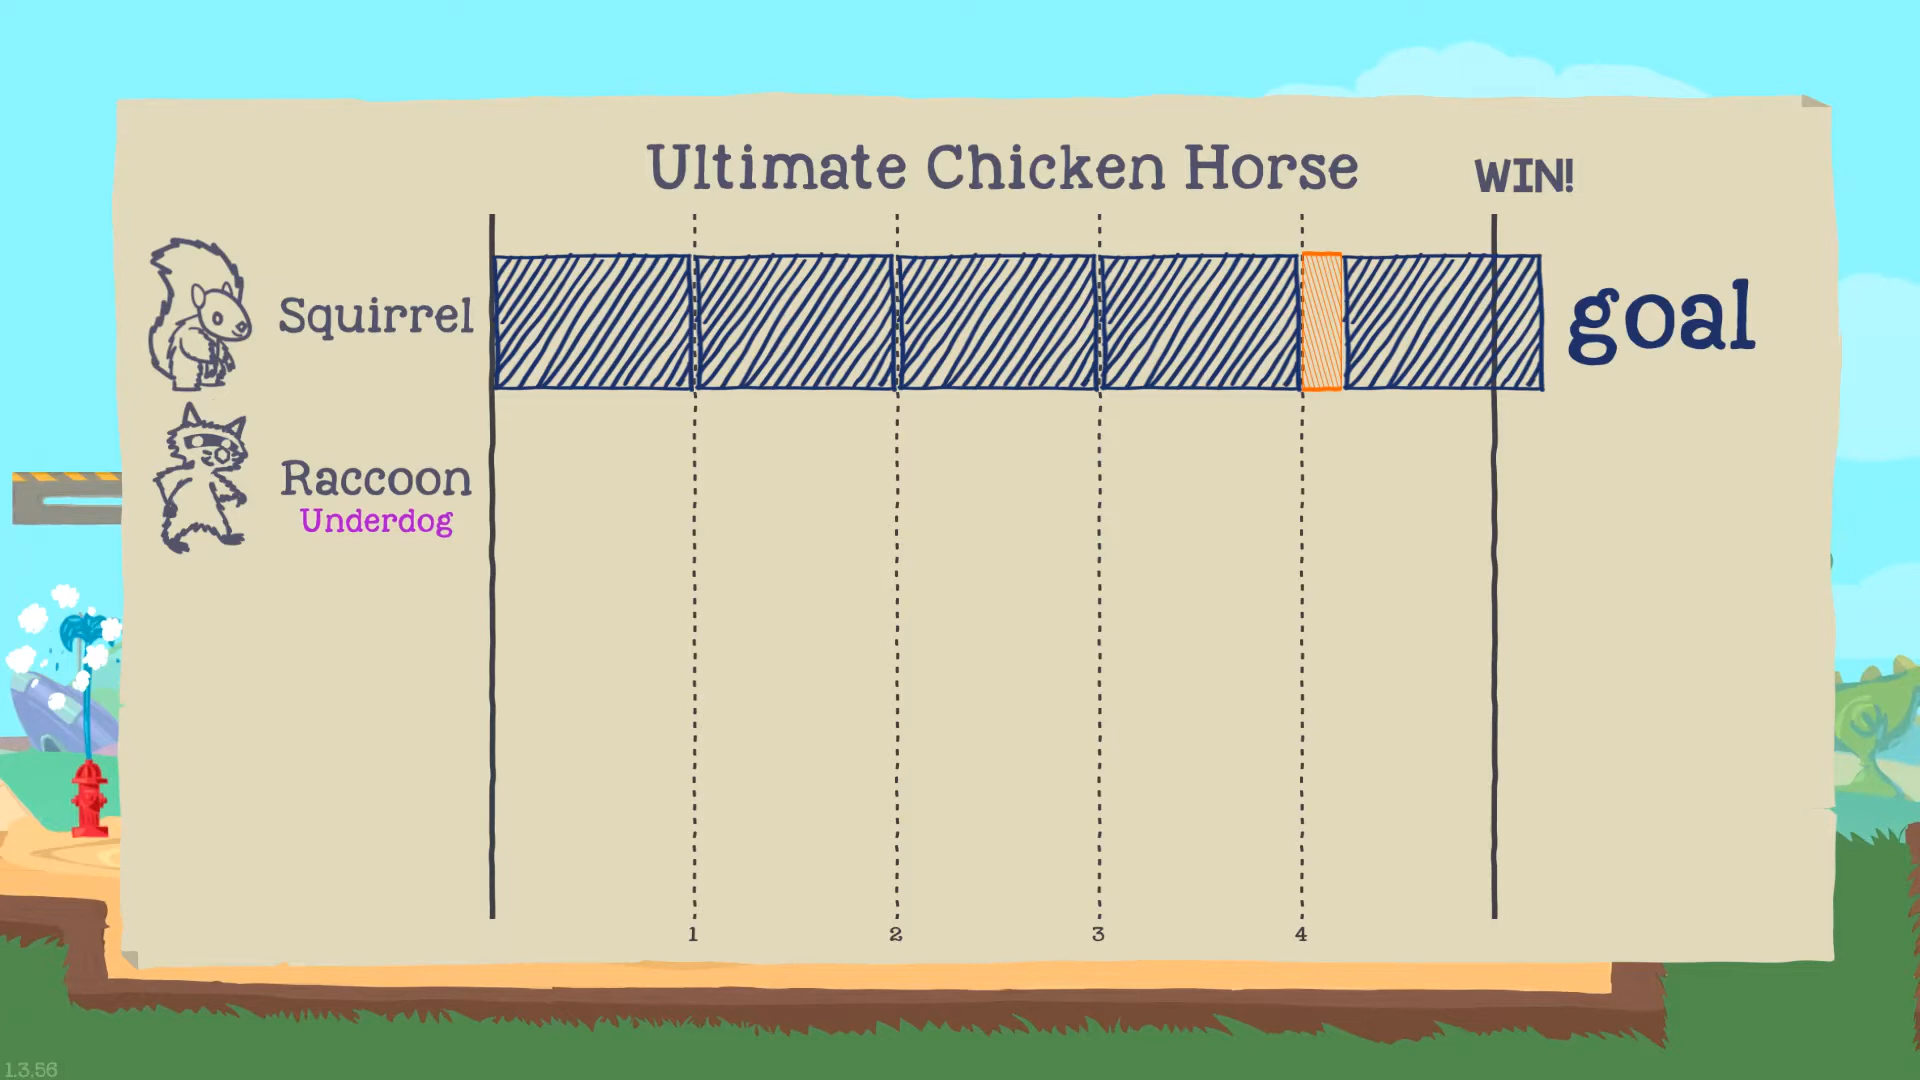 Ultimate Chicken Horse
WIN!
Squirrel
goal
Raccoon
Underdog
1 2 3 4
1.3.56